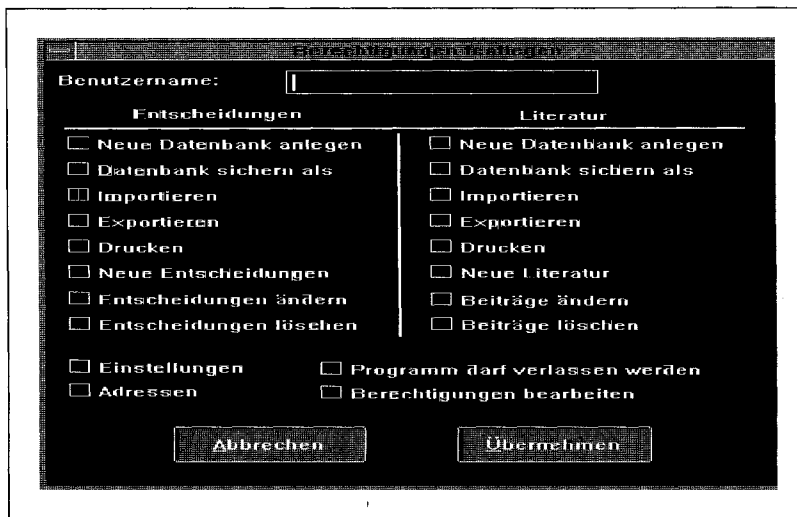 Berechtigungen festlegen
Benutzername:
Entscheidungen
Neue Datenbank anlegen
Datenbank sichern als
Importieren
Exportieren
Drucken
Neue Entscheidungen
Entscheidungen ändern
Entscheidungen löschen
Literatur
Neue Datenbank anlegen
Datenbank sichern als
Importieren
Exportieren
Drucken
Neue Literatur
Beiträge ändern
Beiträge löschen
Einstellungen
Adressen
Programm darf verlassen werden
Berechtigungen bearbeiten
Abbrechen
Übernehmen